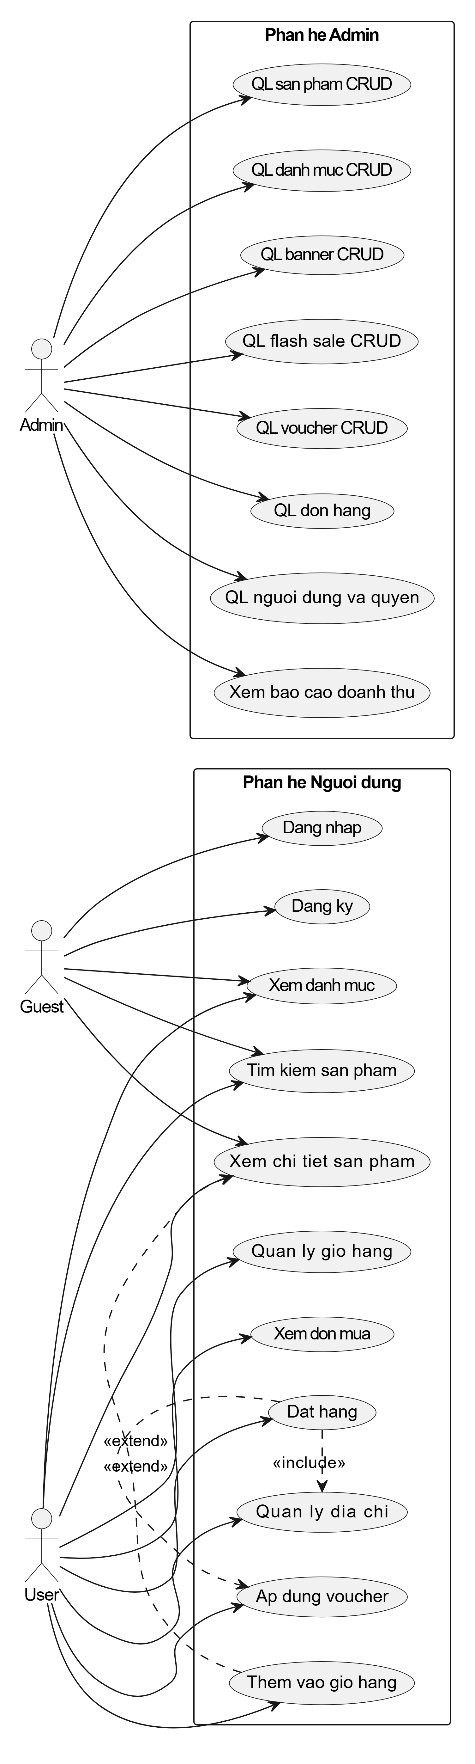 Phan he Admin
QL san pham CRUD
QL danh muc CRUD
QL banner CRUD
QL flash sale CRUD
Admin
QL voucher CRUD
QL don hang
QL nguoi dung va quyen
Xem bao cao doanh thu
Phan he Nguoi dung
Dang nhap
Dang ky
Xem danh muc
Guest
Tim kiem san pham
Xem chi tiet san pham
Quan ly gio hang
Xem don mua
Dat hang
«extend»
«include»
«extend»
Quan ly dia chi
User
Ap dung voucher
Them vao gio hang